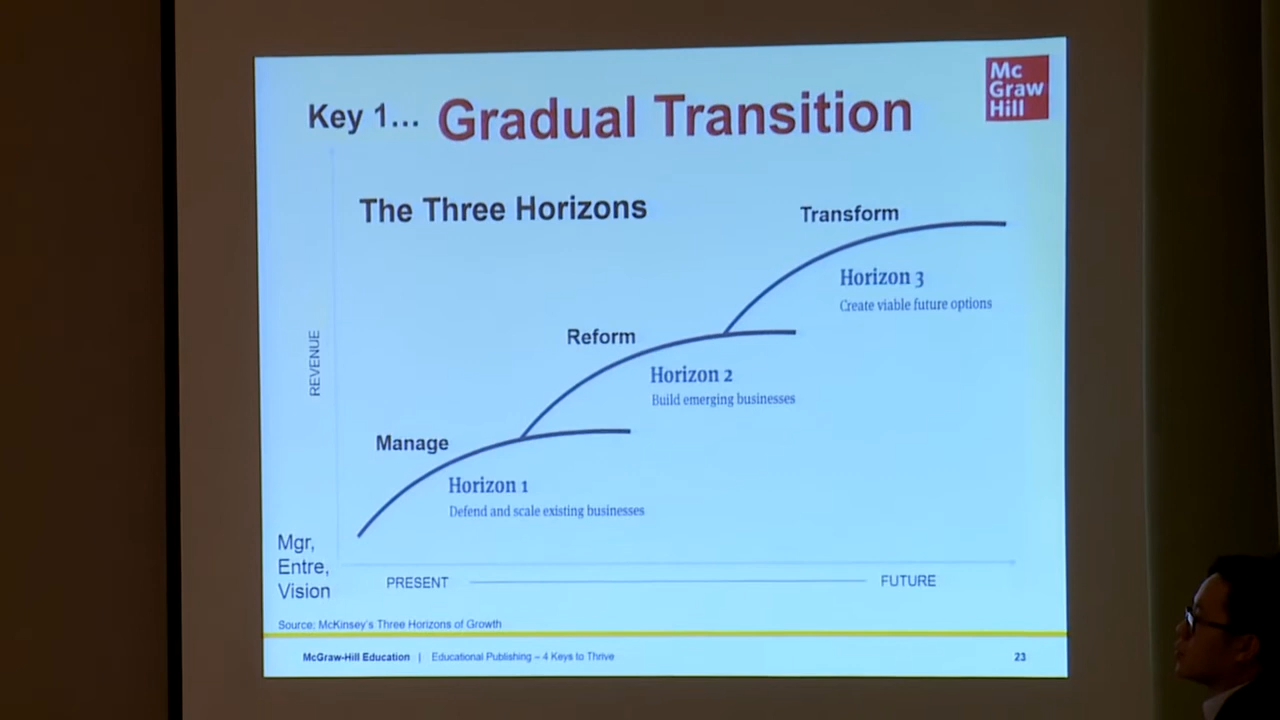 Key 1... Gradual Transition
Mc
Graw
Hill
The Three Horizons
Transform
Horizon 3
Create viable future options
Reform
Horizon 2
Build emerging businesses
REVENUE
Manage
Horizon 1
Defend and scale existing businesses
Mgr,
Entre,
Vision
PRESENT
FUTURE
Source: McKinsey's Three Horizons of Growth
McGraw-Hill Education | Educational Publishing – 4 Keys to Thrive
23